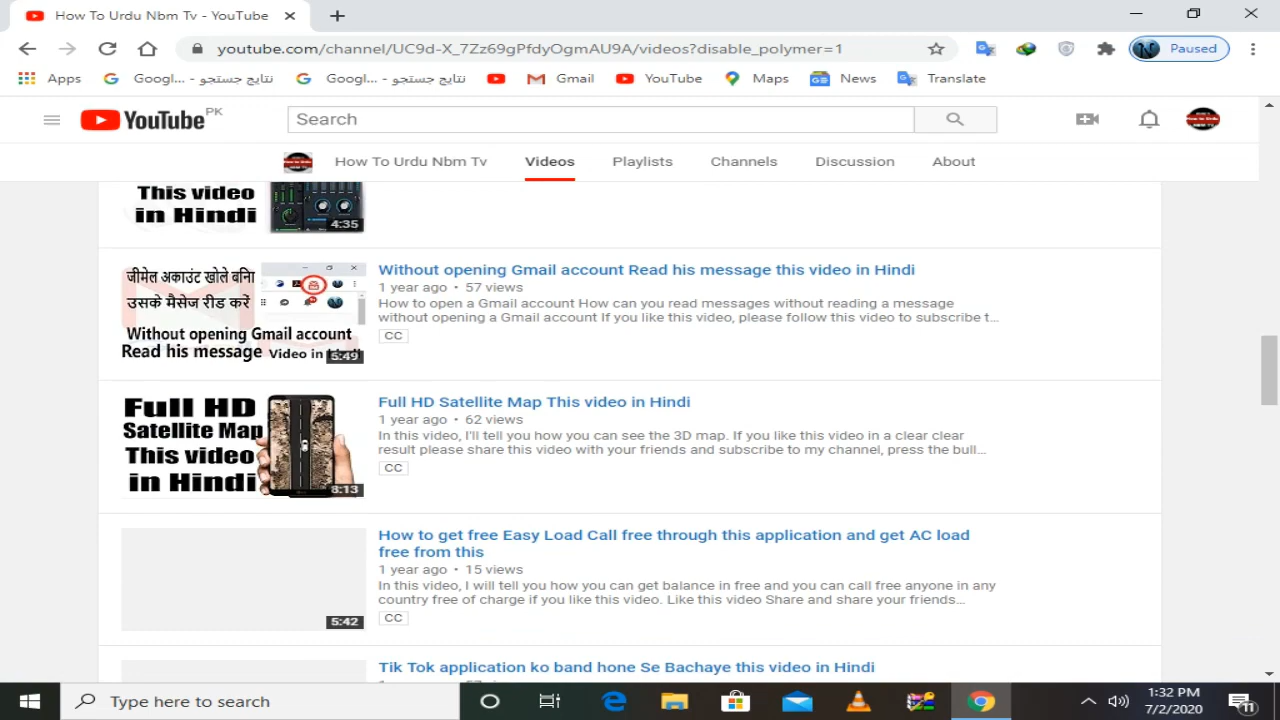 How To Urdu Nbm Tv - YouTube
youtube.com/channel/UC9d-X_7Zz69gPfdyOgmAU9A/videos?disable_polymer=1
Paused
Apps
Googl... - نتایج جستجو
Googl... - نتایج جستجو
Gmail
YouTube
Maps
News
Translate
YouTube PK
Search
How To Urdu Nbm Tv
Videos
Playlists
Channels
Discussion
About
This video
in Hindi
4:35
जीमेल अकाउंट खोले बिना
उसके मैसेज रीड करें
Without opening Gmail account
Read his message Video in
5:49
Without opening Gmail account Read his message this video in Hindi
1 year ago • 57 views
How to open a Gmail account How can you read messages without reading a message
without opening a Gmail account If you like this video, please follow this video to subscribe t...
CC
Full HD
Satellite Map
This video
in Hindi
8:13
Full HD Satellite Map This video in Hindi
1 year ago • 62 views
In this video, I'll tell you how you can see the 3D map. If you like this video in a clear clear
result please share this video with your friends and subscribe to my channel, press the bull...
CC
5:42
How to get free Easy Load Call free through this application and get AC load
free from this
1 year ago • 15 views
In this video, I will tell you how you can get balance in free and you can call free anyone in any
country free of charge if you like this video. Like this video Share and share your friends...
CC
Tik Tok application ko band hone Se Bachaye this video in Hindi
Type here to search
1:32 PM
7/2/2020
11